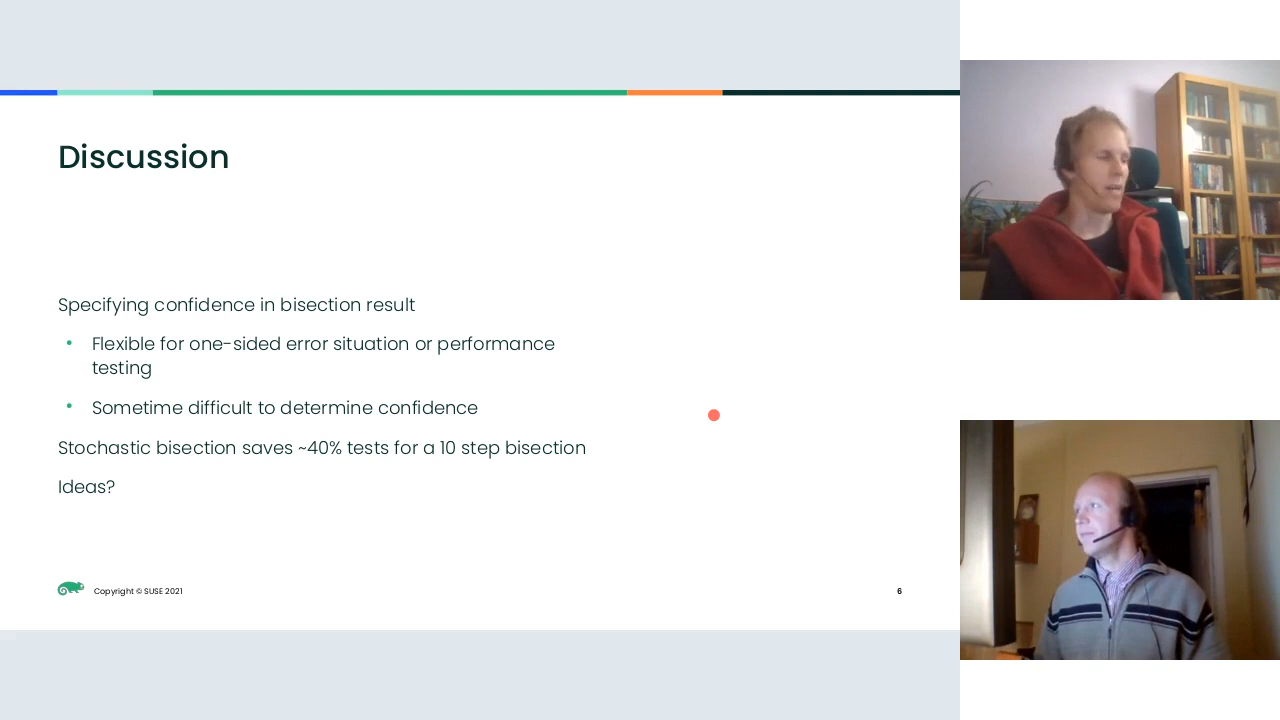 Discussion
Specifying confidence in bisection result
• Flexible for one-sided error situation or performance
testing
• Sometime difficult to determine confidence
Stochastic bisection saves ~40% tests for a 10 step bisection
Ideas?
Copyright © SUSE 2021
6